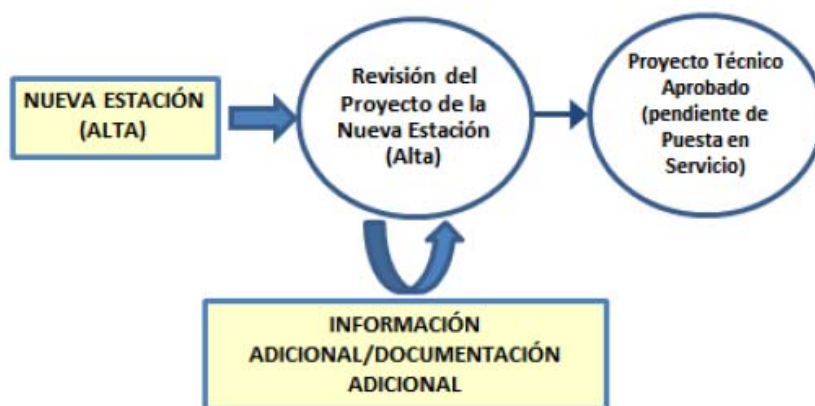 NUEVA ESTACIÓN
(ALTA)
Revisión del
Proyecto de la
Nueva Estación
(Alta)
Proyecto Técnico
Aprobado
(pendiente de
Puesta en
Servicio)
INFORMACIÓN
ADICIONAL/DOCUMENTACIÓN
ADICIONAL